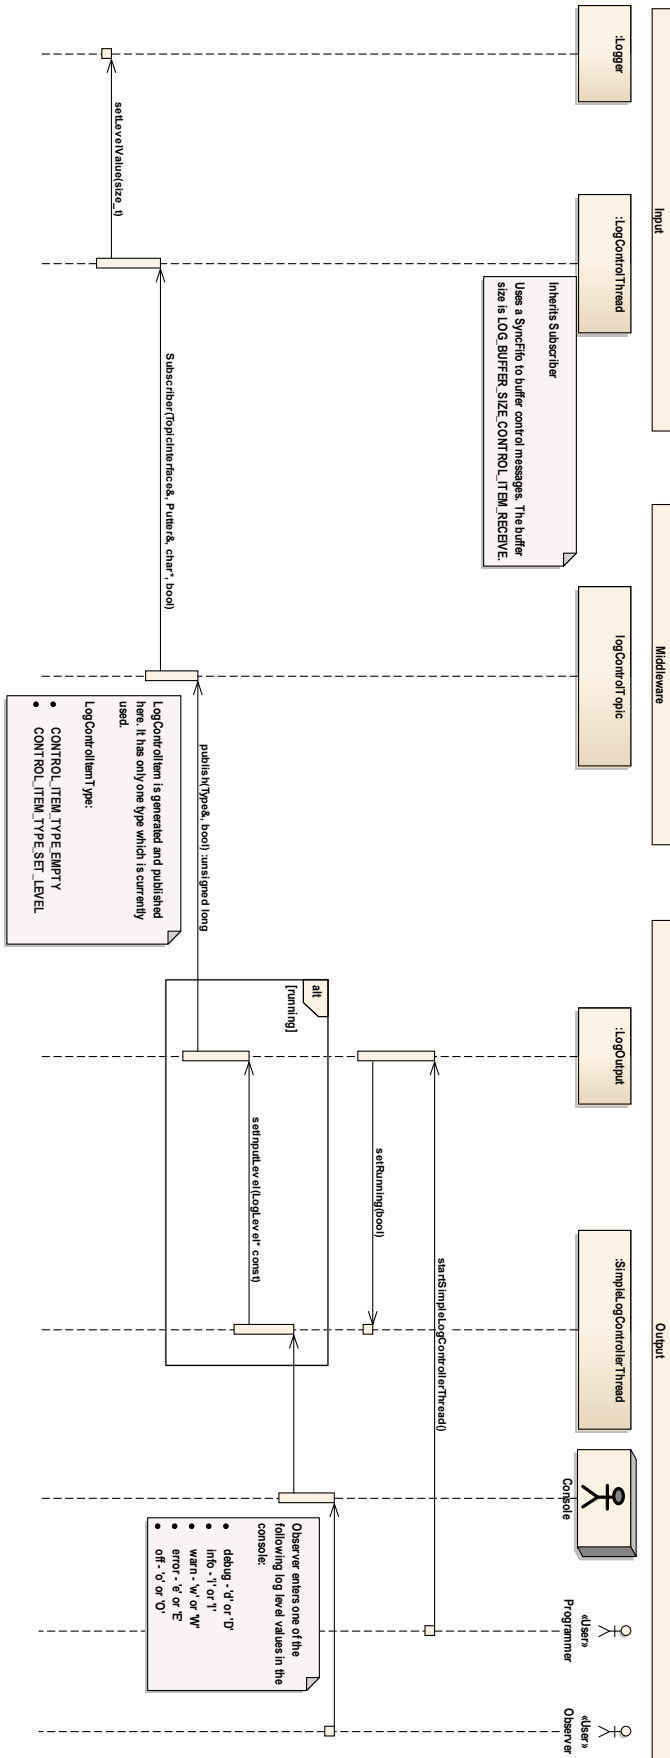 Input
Middleware
Output
:Logger
:LogControlThread
logControlTopic
:LogOutput
:SimpleLogControllerThread
Console
«User»
Programmer
«User»
Observer
Inherits Subscriber
Uses a SyncFifo to buffer control messages. The buffer
size is LOG_BUFFER_SIZE_CONTROL_ITEM_RECEIVE.
startSimpleLogControllerThread()
setRunning(bool)
alt
[running]
Observer enters one of the
following log level values in the
console:
• debug - 'd' or 'D'
• info - 'i' or 'I'
• warn - 'w' or 'W'
• error - 'e' or 'E'
• off - 'o' or 'O'
setInputLevel(LogLevel* const)
publish(Type&, bool) :unsigned long
LogControlItem is generated and published
here. It has only one type which is currently
used.
LogControlItemType:
• CONTROL_ITEM_TYPE_EMPTY
• CONTROL_ITEM_TYPE_SET_LEVEL
Subscriber(TopicInterface&, Putter&, char*, bool)
setLevelValue(size_t)